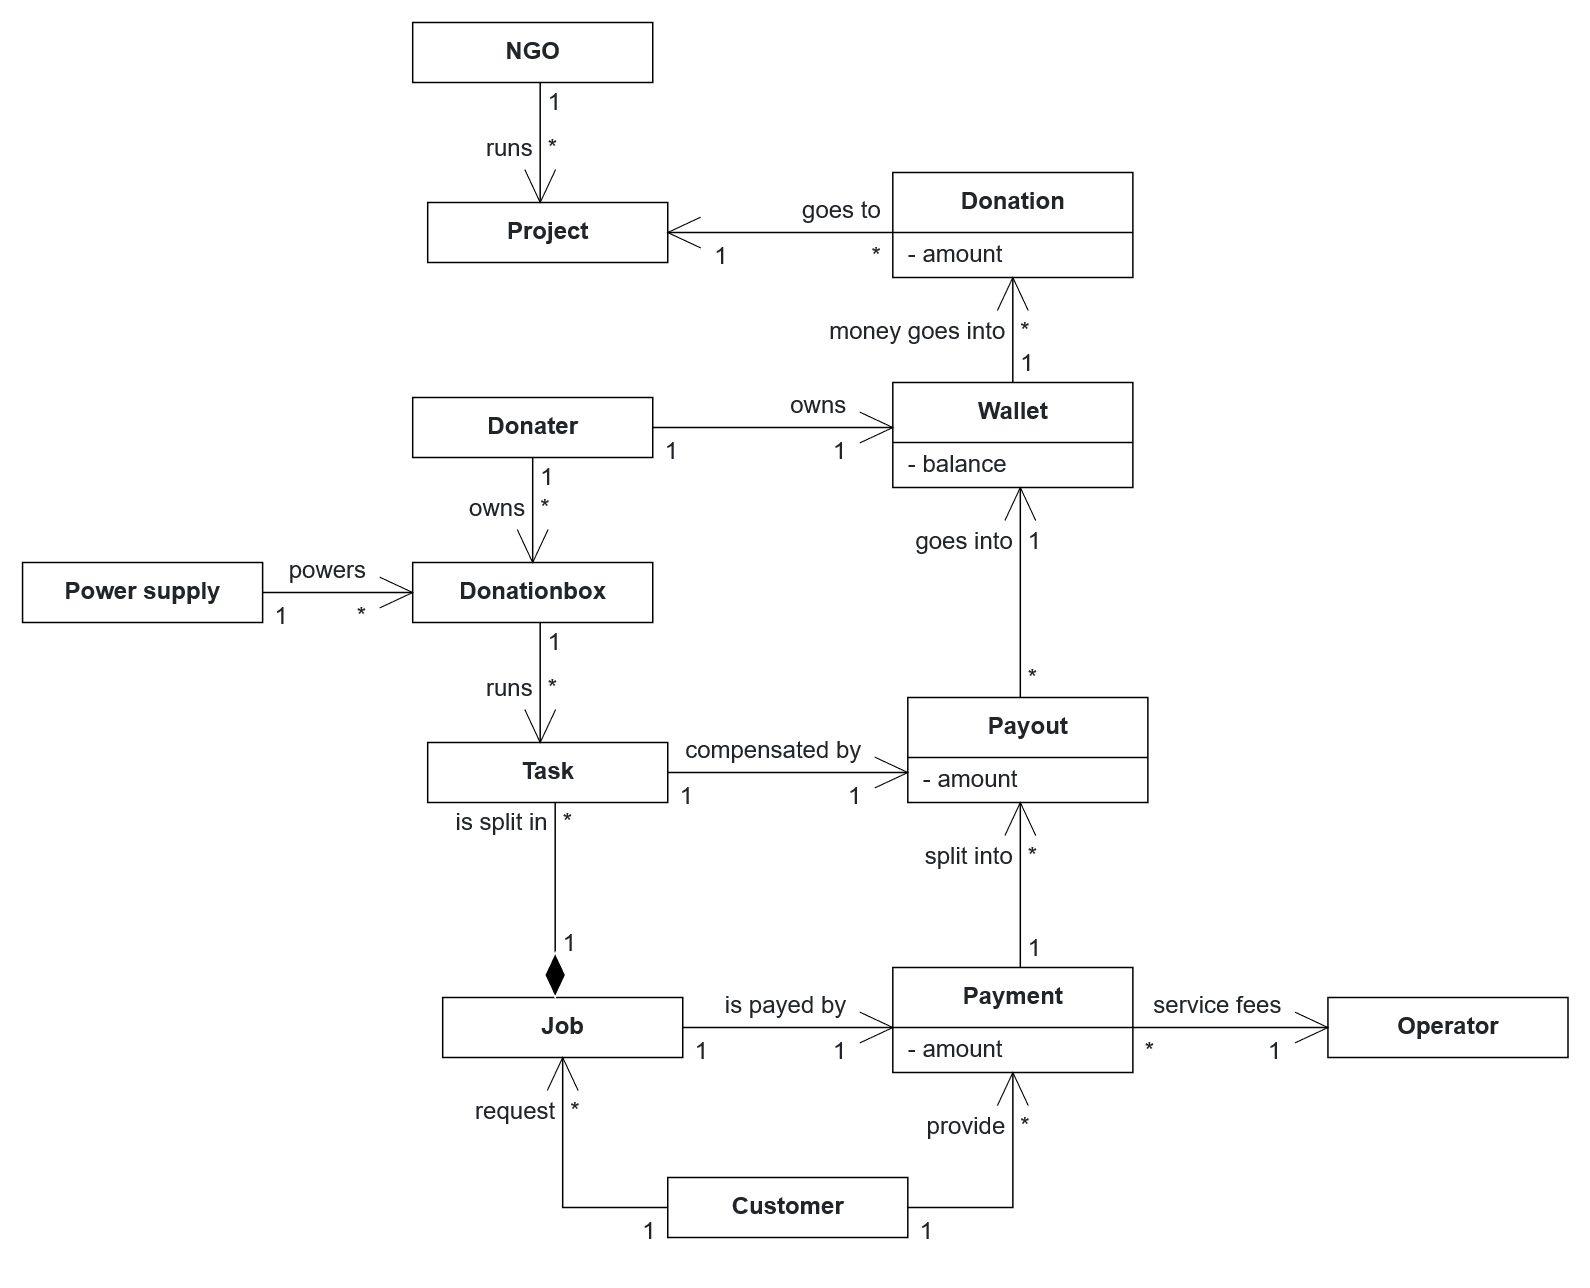 NGO
1
runs
*
Project
goes to
1
*
Donation
- amount
money goes into
*
1
Donater
owns
1
1
Wallet
- balance
1
owns
*
goes into
1
Power supply
powers
1
*
Donationbox
1
runs
*
*
Task
compensated by
1
1
Payout
- amount
is split in
*
split into
*
1
1
Job
is payed by
1
1
Payment
- amount
service fees
*
1
Operator
request
*
provide
*
Customer
1
1